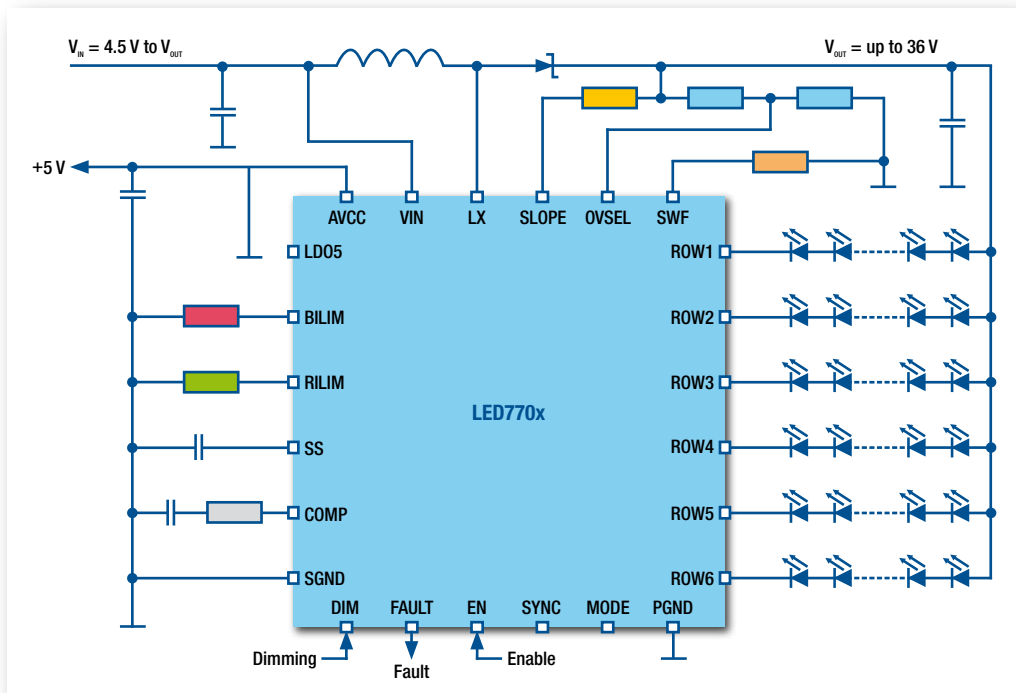 VIN = 4.5 V to VOUT
VOUT = up to 36 V
+5 V
AVCC VIN LX SLOPE OVSEL SWF
LDO5
ROW1
BILIM
ROW2
RILIM
ROW3
LED770x
SS
ROW4
COMP
ROW5
SGND
ROW6
DIM FAULT EN SYNC MODE PGND
Dimming
Enable
Fault